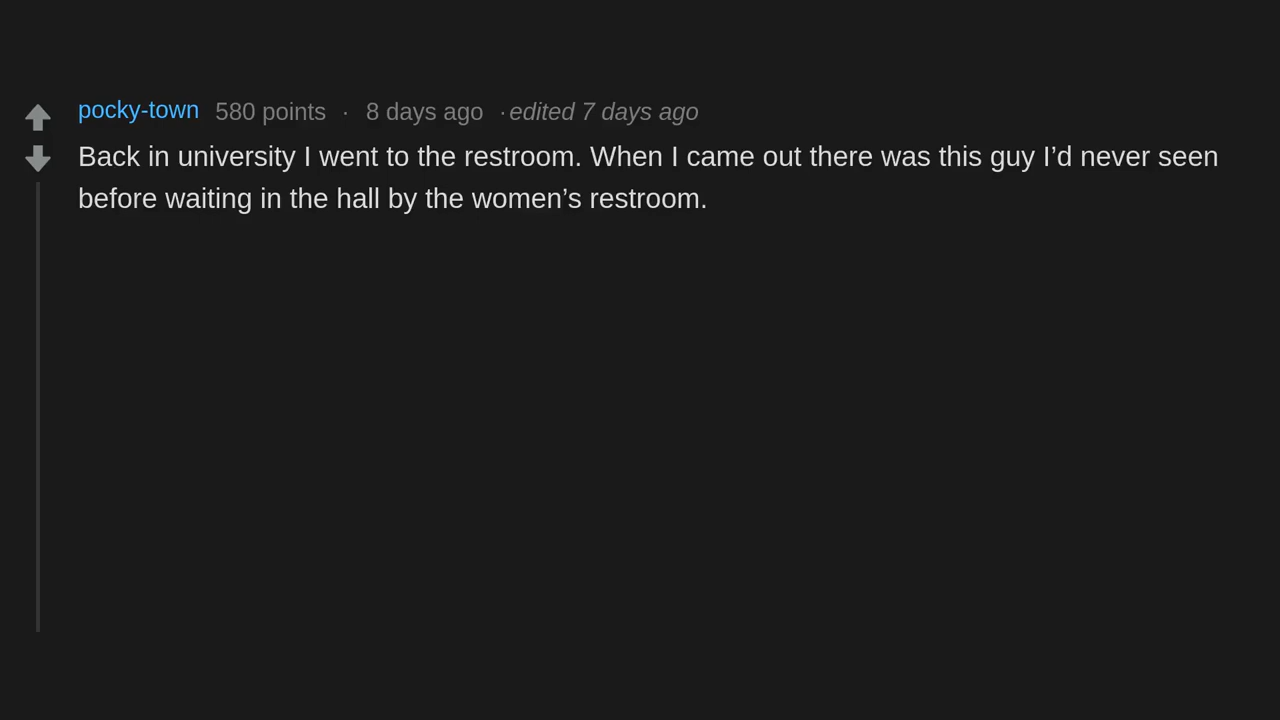 pocky-town 580 points · 8 days ago · edited 7 days ago
Back in university I went to the restroom. When I came out there was this guy I’d never seen
before waiting in the hall by the women’s restroom.